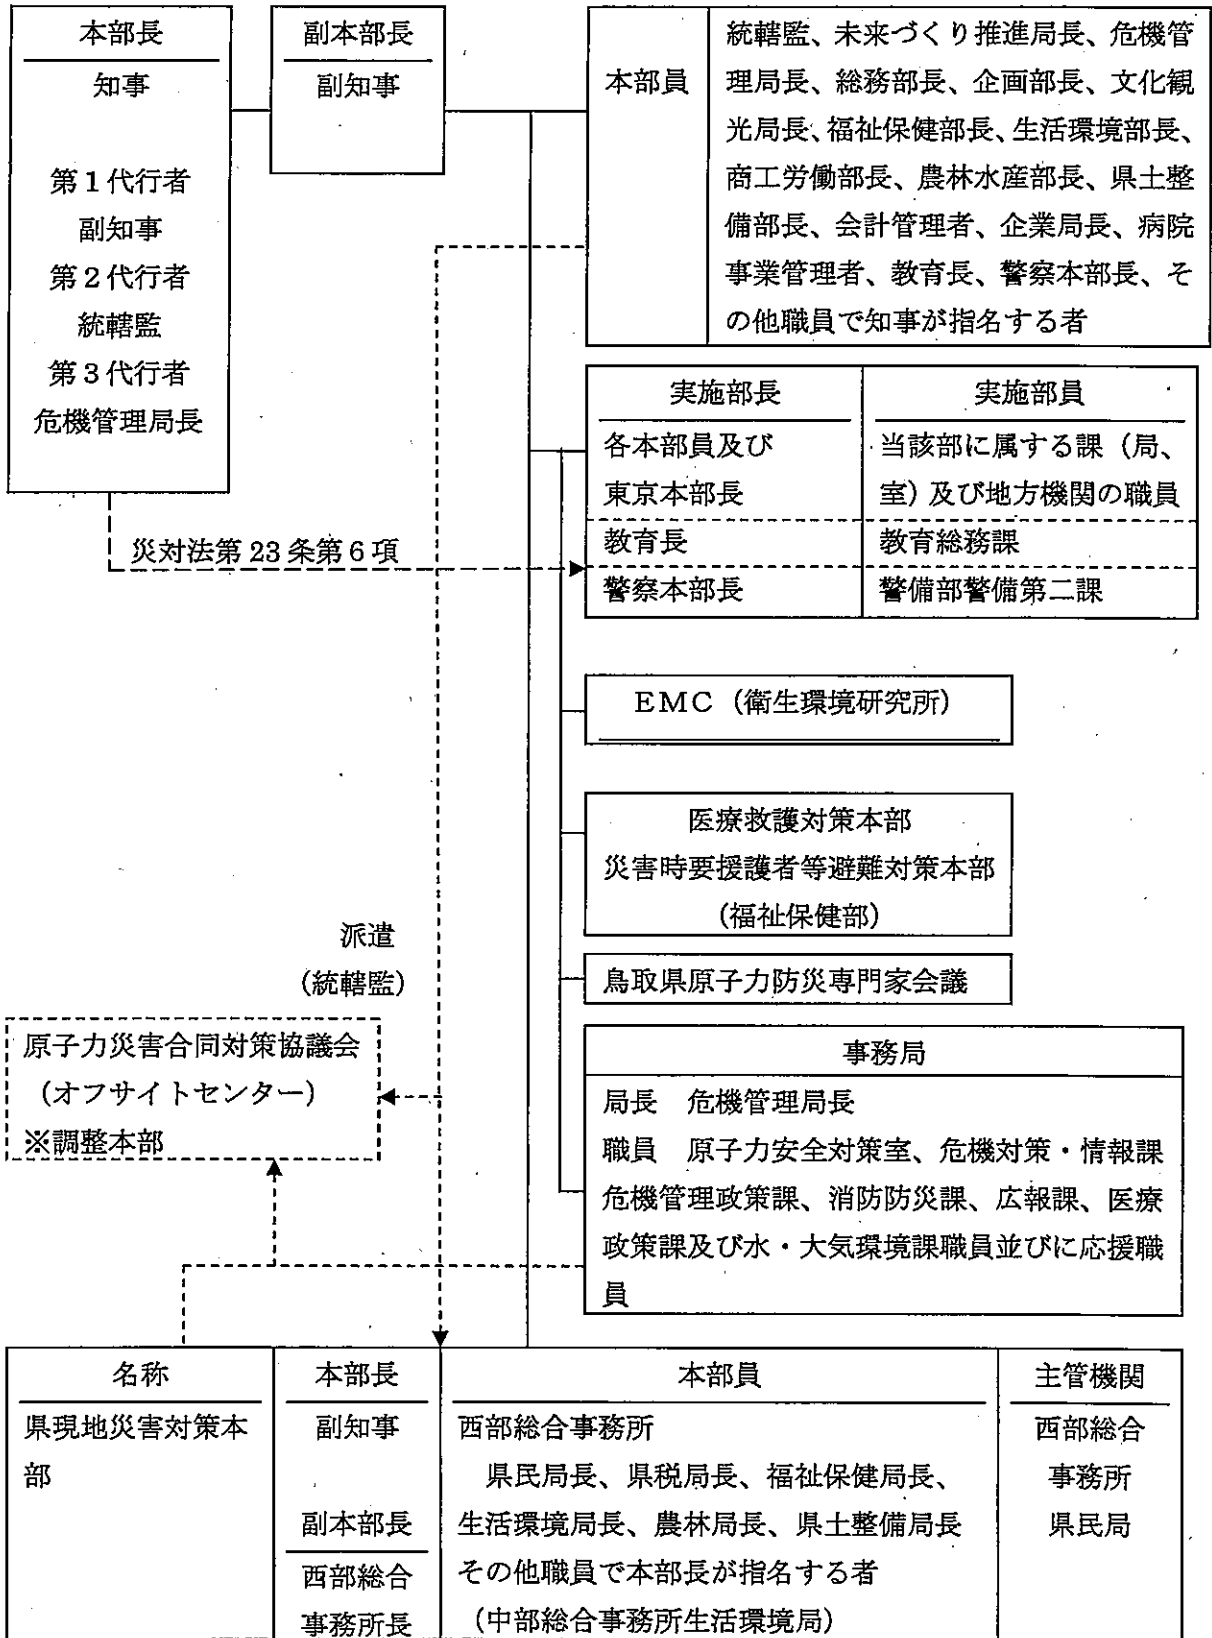 本部長
知事
第1代行者
副知事
第2代行者
統轄監
第3代行者
危機管理局長
副本部長
副知事
本部員
統轄監、未来づくり推進局長、危機管
理局長、総務部長、企画部長、文化観
光局長、福祉保健部長、生活環境部長、
商工労働部長、農林水産部長、県土整
備部長、会計管理者、企業局長、病院
事業管理者、教育長、警察本部長、そ
の他職員で知事が指名する者
実施部長
実施部員
各本部員及び
東京本部長
当該部に属する課（局、
室）及び地方機関の職員
教育長
教育総務課
警察本部長
警備部警備第二課
災対法第23条第6項
EMC（衛生環境研究所）
医療救護対策本部
災害時要援護者等避難対策本部
（福祉保健部）
鳥取県原子力防災専門家会議
派遣
（統轄監）
原子力災害合同対策協議会
（オフサイトセンター）
※調整本部
事務局
局長　危機管理局長
職員　原子力安全対策室、危機対策・情報課
危機管理政策課、消防防災課、広報課、医療
政策課及び水・大気環境課職員並びに応援職
員
名称
県現地災害対策本
部
本部長
副知事
副本部長
西部総合
事務所長
本部員
西部総合事務所
県民局長、県税局長、福祉保健局長、
生活環境局長、農林局長、県土整備局長
その他職員で本部長が指名する者
（中部総合事務所生活環境局）
主管機関
西部総合
事務所
県民局